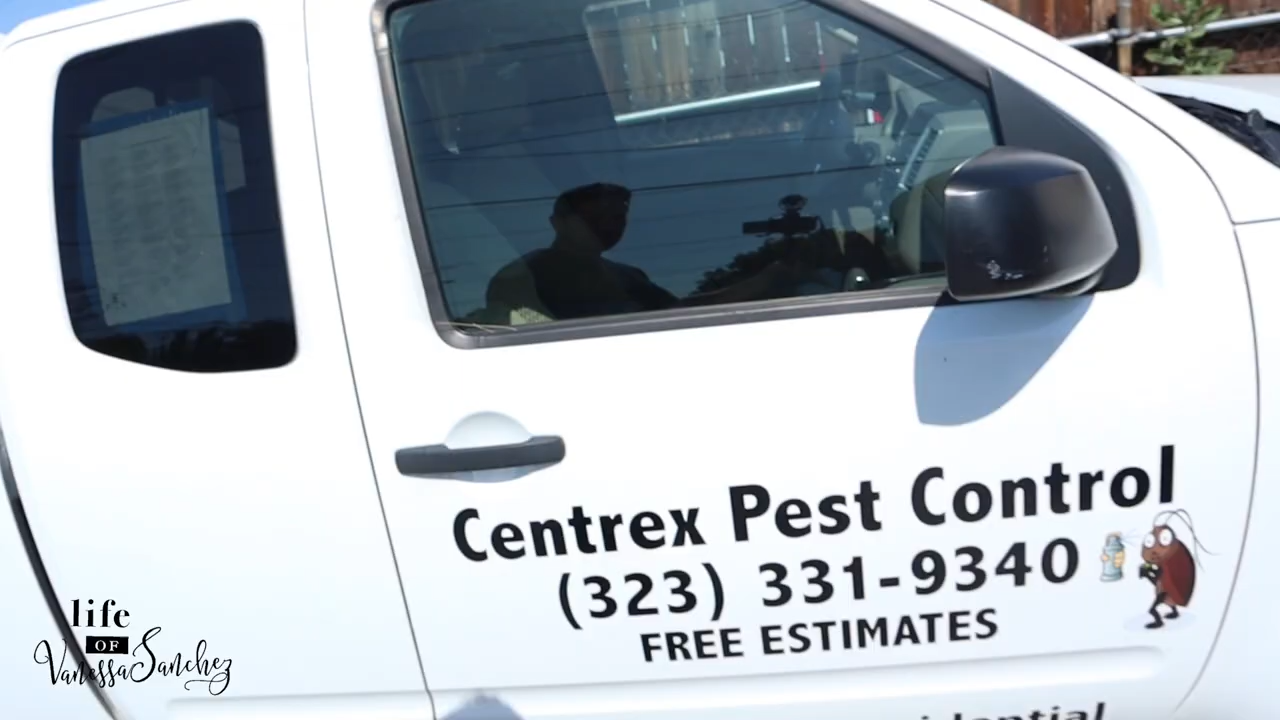 Centrex Pest Control
(323) 331-9340
FREE ESTIMATES
life
OF
Vanessa Sanchez